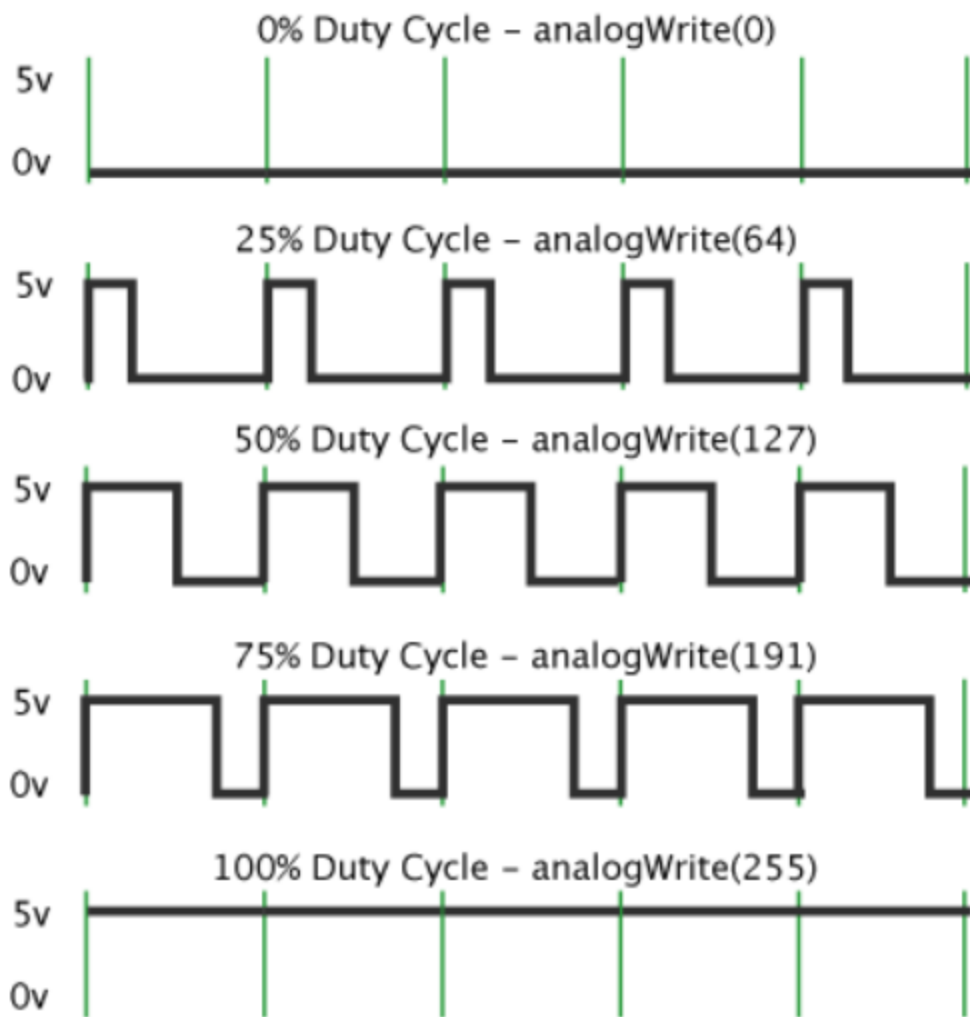 0% Duty Cycle – analogWrite(0)
5v
0v
25% Duty Cycle – analogWrite(64)
5v
0v
50% Duty Cycle – analogWrite(127)
5v
0v
75% Duty Cycle – analogWrite(191)
5v
0v
100% Duty Cycle – analogWrite(255)
5v
0v